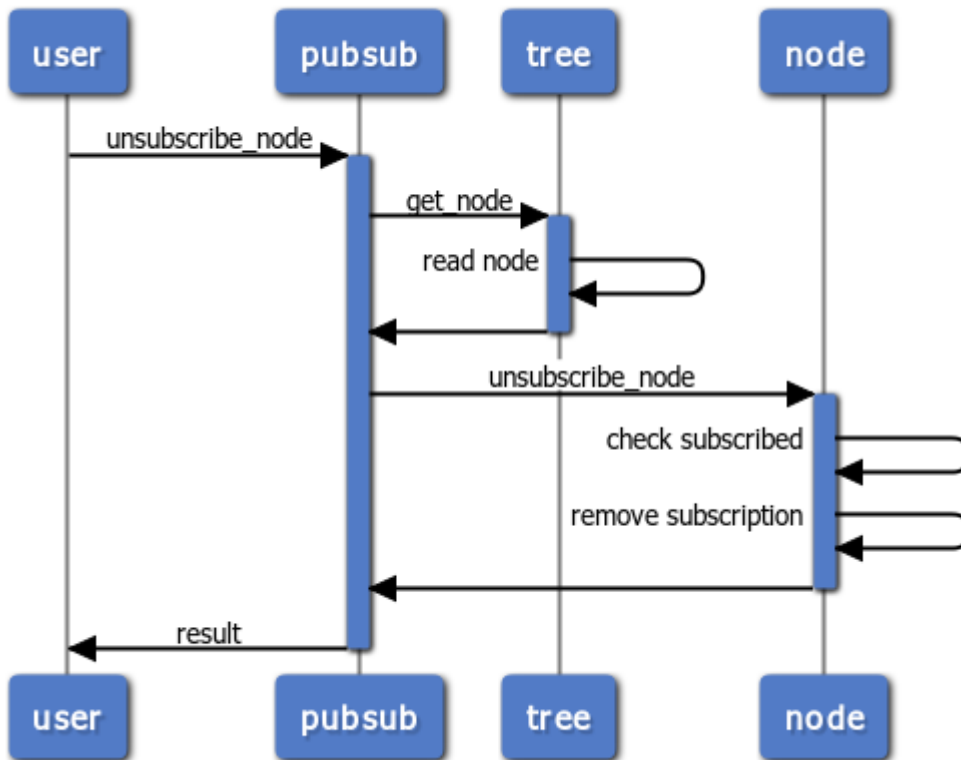 user pubsub tree node
unsubscribe_node
get_node
read node
unsubscribe_node
check subscribed
remove subscription
result
user pubsub tree node